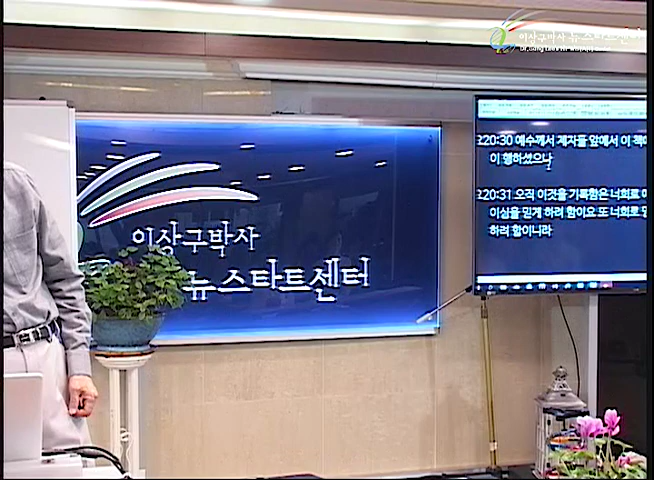 이상구박사 뉴스타트센터
20:30 예수께서 제자들 앞에서 이 책에
이 행하셨으나
20:31 오직 이것을 기록함은 너희로
이심을 믿게 하려 함이요 또 너희로
하려 함이니라
이상구박사
뉴스타트센터